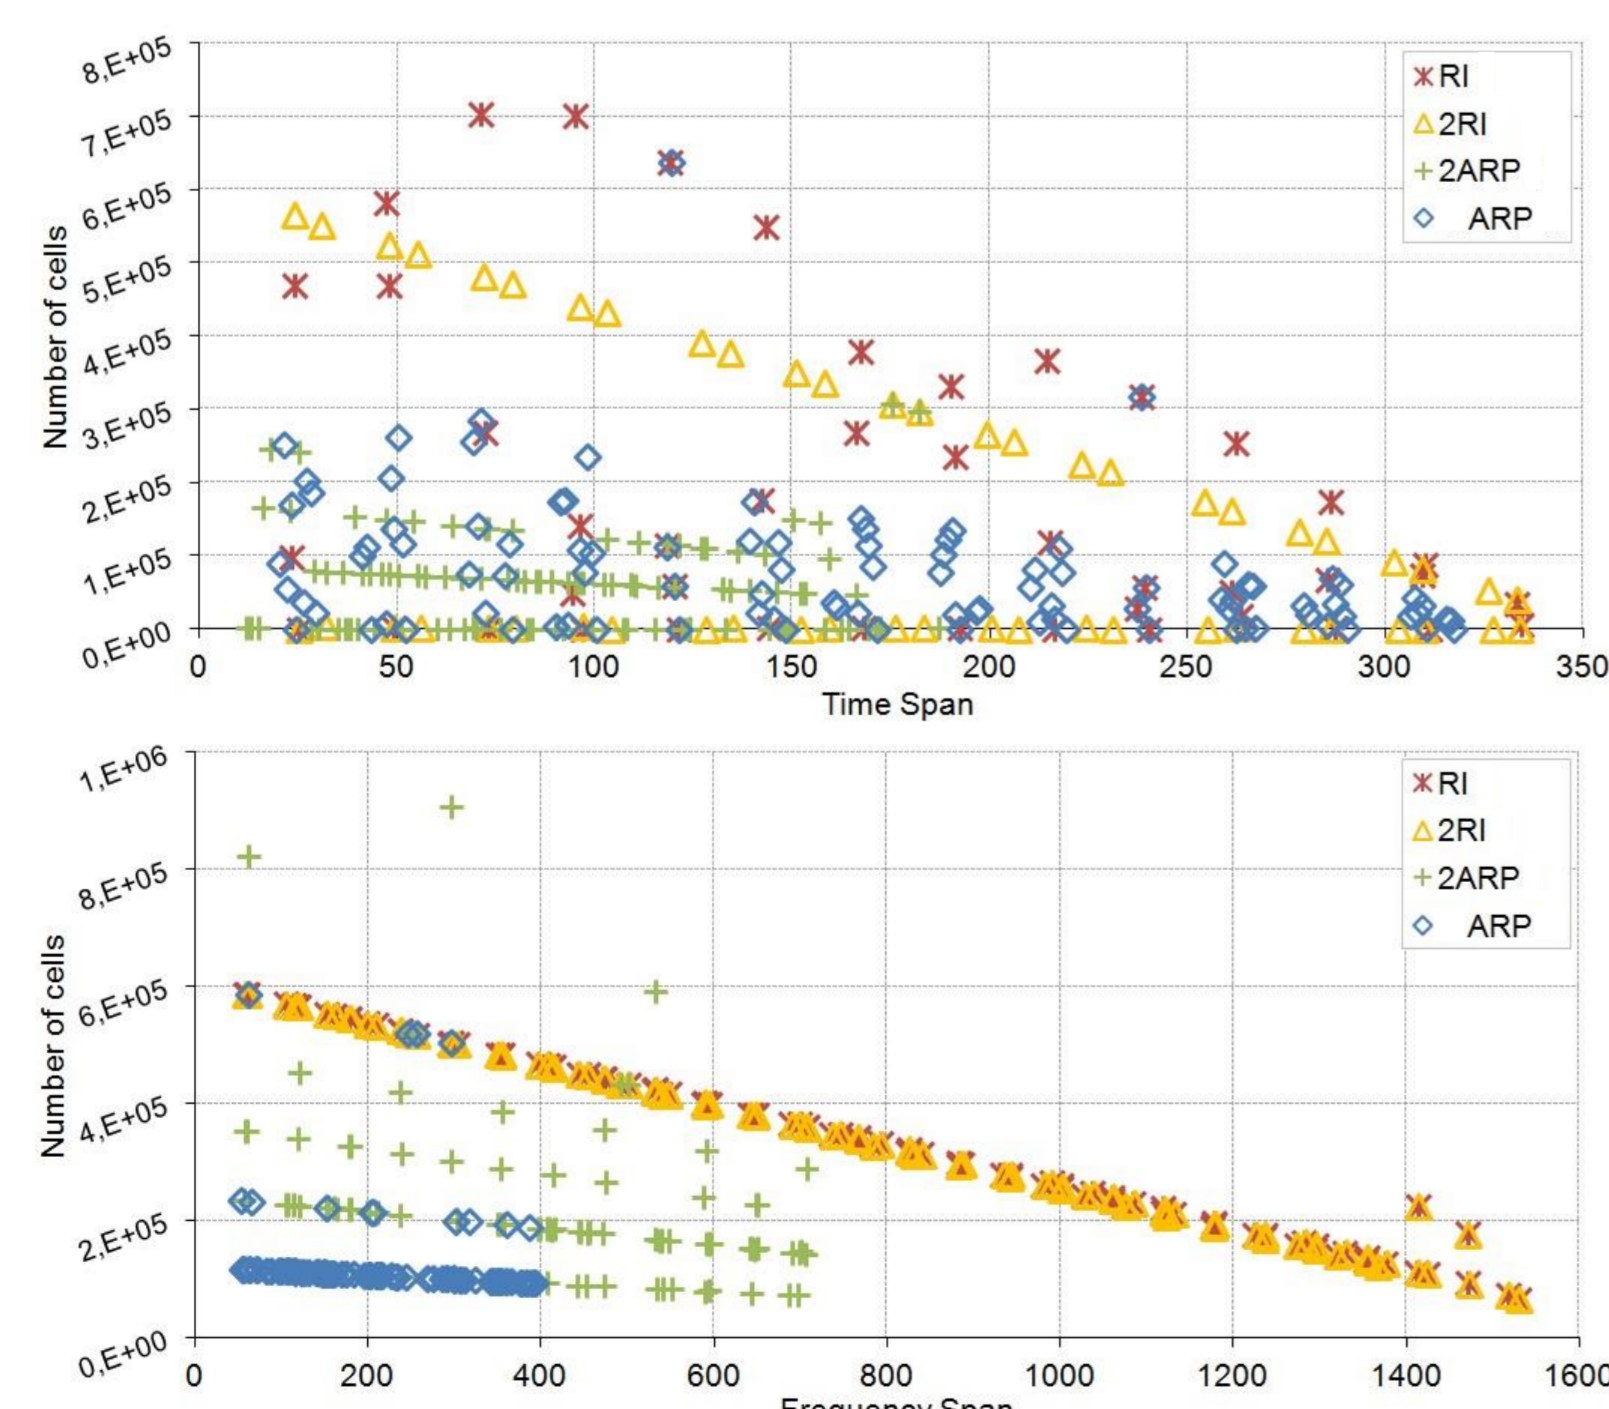 8,E+05
7,E+05
6,E+05
5,E+05
4,E+05
3,E+05
2,E+05
1,E+05
0,E+00
Number of cells
RI
2RI
2ARP
ARP
0 50 100 150 200 250 300 350
Time Span
1,E+06
8,E+05
6,E+05
4,E+05
2,E+05
0,E+00
Number of cells
RI
2RI
2ARP
ARP
0 200 400 600 800 1000 1200 1400 1600
Frequency Span